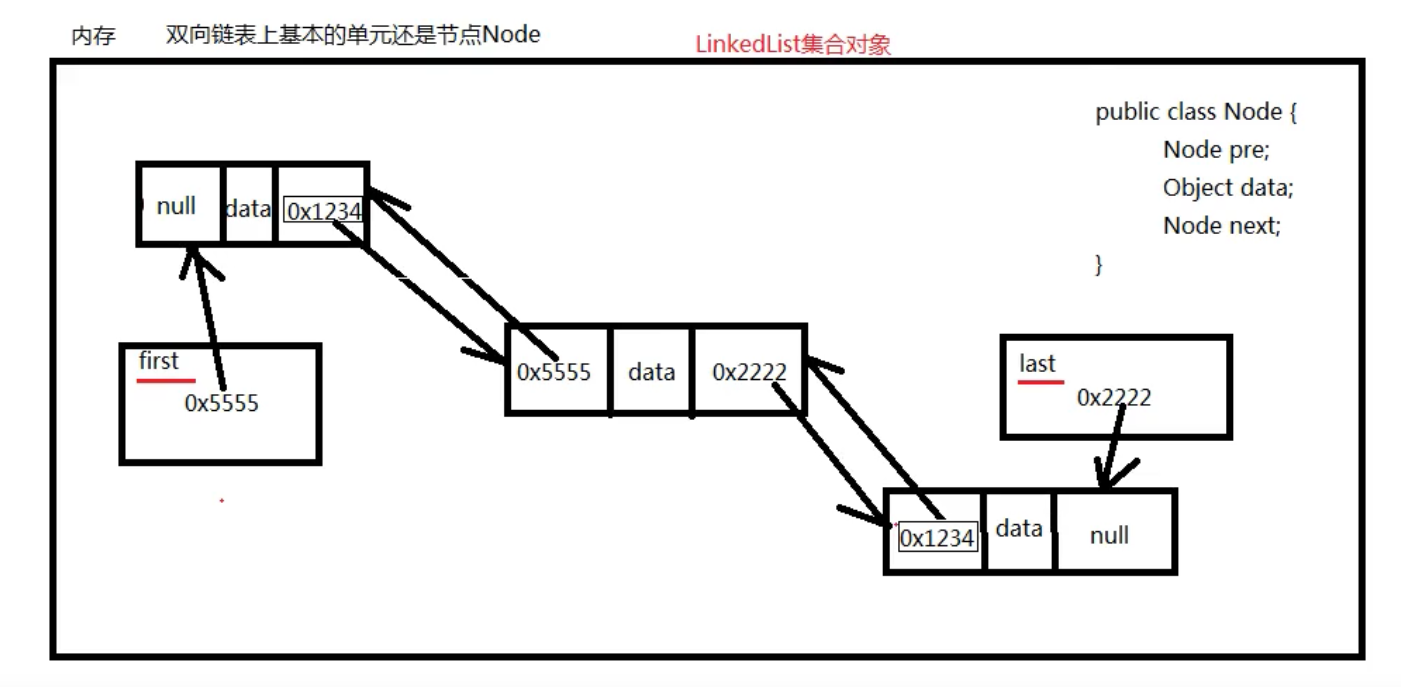 内存 双向链表上基本的单元还是节点Node
LinkedList集合对象
public class Node {
Node pre;
Object data;
Node next;
}
null data 0x1234
first
0x5555
0x5555 data 0x2222
last
0x2222
0x1234 data null